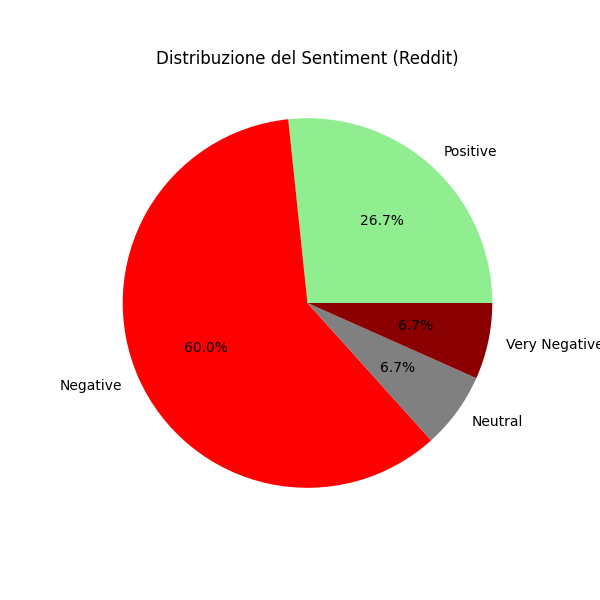 Distribuzione del Sentiment (Reddit)
Positive
26.7%
6.7%
Very Negative
60.0%
6.7%
Negative
Neutral